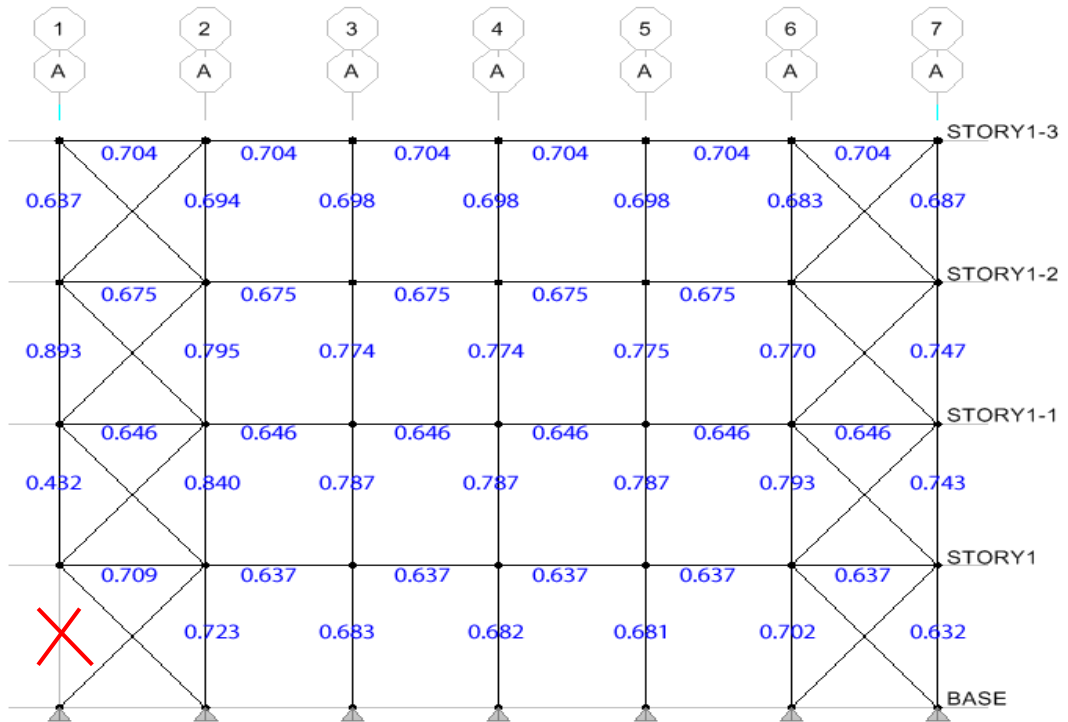 1 2 3 4 5 6 7
A A A A A A A
STORY1-3
0.704 0.704 0.704 0.704 0.704 0.704
0.637 0.694 0.698 0.698 0.698 0.683 0.687
STORY1-2
0.675 0.675 0.675 0.675 0.675
0.893 0.795 0.774 0.774 0.775 0.770 0.747
STORY1-1
0.646 0.646 0.646 0.646 0.646 0.646
0.432 0.840 0.787 0.787 0.787 0.793 0.743
STORY1
0.709 0.637 0.637 0.637 0.637 0.637
0.723 0.683 0.682 0.681 0.702 0.632
BASE